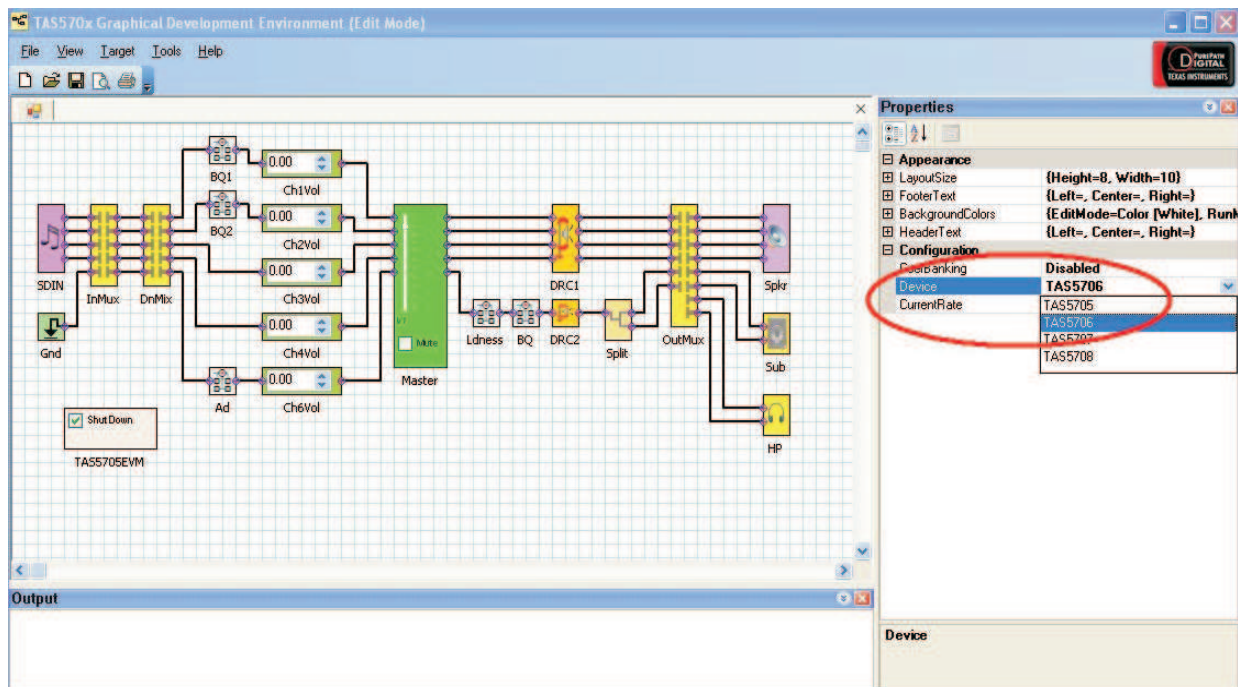 TAS570x Graphical Development Environment (Edit Mode)
File View Target Tools Help
PUREPATH
DIGITAL
TEXAS INSTRUMENTS
Properties
Appearance
LayoutSize {Height=8, Width=10}
FooterText {Left=, Center=, Right=}
BackgroundColors {EditMode=Color [White], RunM
HeaderText {Left=, Center=, Right=}
Configuration
Disabled
Device TAS5706
CurrentRate
TAS5705
TAS5706
TAS5707
TAS5708
BQ1
0.00
Ch1Vol
BQ2
0.00
Ch2Vol
0.00
Ch3Vol
0.00
Ch4Vol
Ad
0.00
Ch6Vol
SDIN
InMux
DnMix
Gnd
Mute
Master
DRC1
Ldness
BQ
DRC2
Split
OutMux
Spkr
Sub
HP
ShutDown
TAS5705EVM
Output
Device